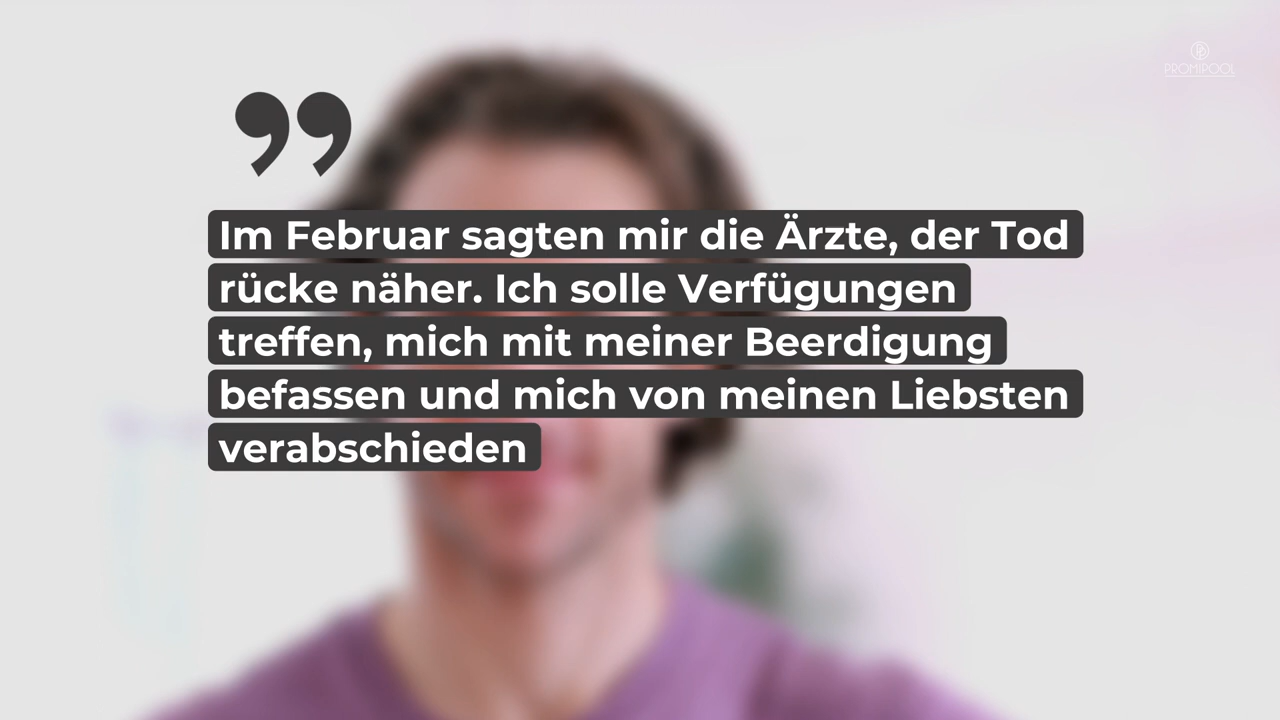 PROMIPOOL
”
Im Februar sagten mir die Ärzte, der Tod
rücke näher. Ich solle Verfügungen
treffen, mich mit meiner Beerdigung
befassen und mich von meinen Liebsten
verabschieden